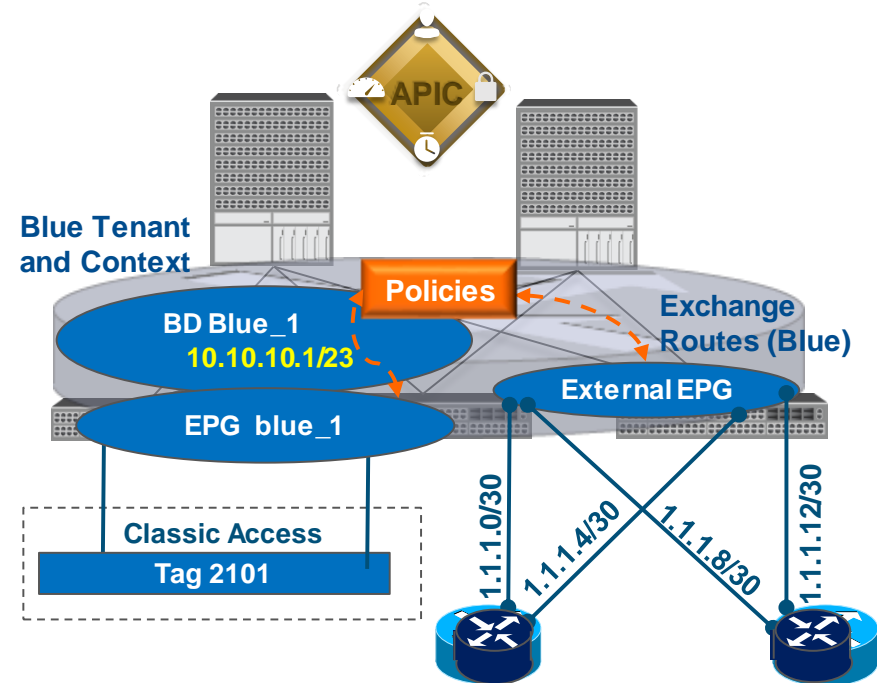 APIC
Blue Tenant
and Context
Policies
Exchange
Routes (Blue)
BD Blue_1
10.10.10.1/23
External EPG
EPG blue_1
Classic Access
Tag 2101
1.1.1.0/30
1.1.1.4/30
1.1.1.8/30
1.1.1.12/30